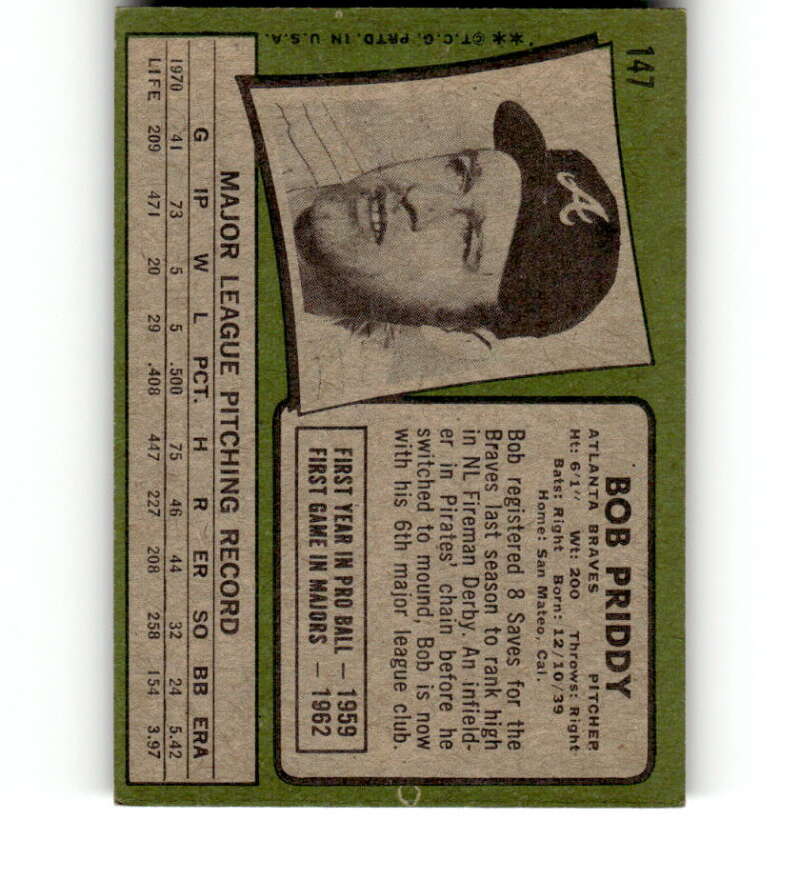 147
**©T.C.G. PRTD. IN U.S.A.
A
BOB PRIDDY
ATLANTA BRAVES PITCHER
Ht: 6'1" Wt: 200 Throws: Right
Bats: Right Born: 12/10/39
Home: San Mateo, Cal.
Bob registered 8 Saves for the
Braves last season to rank high
in NL Fireman Derby. An infield-
er in Pirates' chain before he
switched to mound, Bob is now
with his 6th major league club.
FIRST YEAR IN PRO BALL — 1959
FIRST GAME IN MAJORS — 1962
MAJOR LEAGUE PITCHING RECORD
G IP W L PCT. H R ER SO BB ERA
1970 41 73 5 5 .500 75 46 44 32 24 5.42
LIFE 209 471 20 29 .408 447 227 208 258 154 3.97